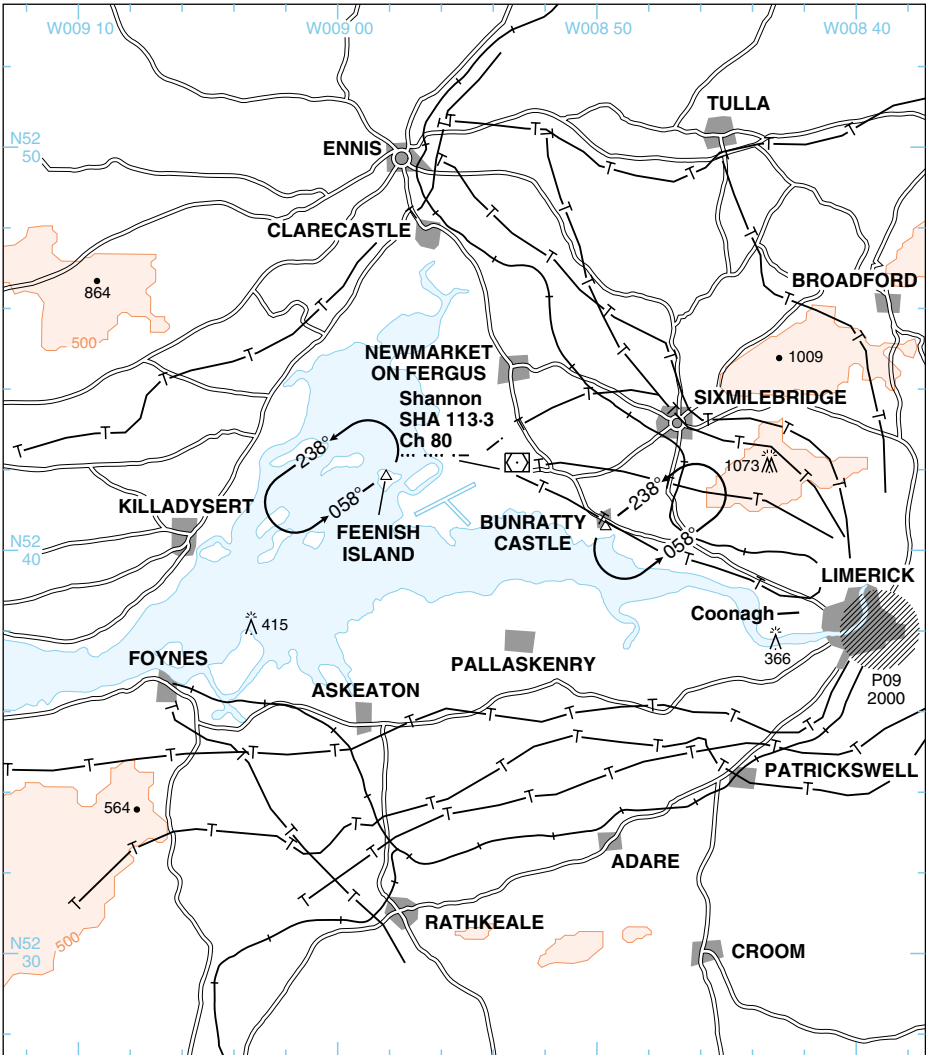 W009 10
W009 00
W008 50
W008 40
TULLA
N52
50
ENNIS
CLARECASTLE
BROADFORD
864
500
NEWMARKET
ON FERGUS
1009
Shannon
SHA 113·3
Ch 80
SIXMILEBRIDGE
238°
1073
058°
238°
KILLADYSERT
FEENISH
ISLAND
BUNRATTY
CASTLE
058°
N52
40
LIMERICK
Coonagh
415
366
FOYNES
PALLASKENRY
P09
2000
ASKEATON
PATRICKSWELL
564
ADARE
RATHKEALE
500
N52
30
CROOM